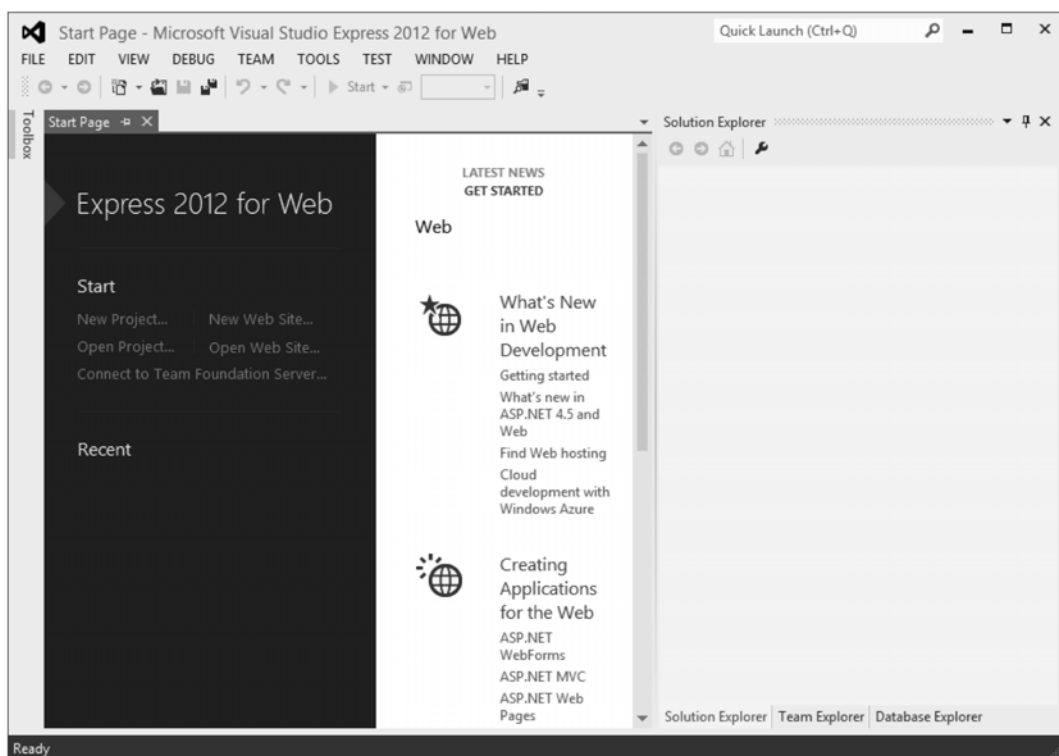 Start Page - Microsoft Visual Studio Express 2012 for Web
Quick Launch (Ctrl+Q)
FILE EDIT VIEW DEBUG TEAM TOOLS TEST WINDOW HELP
Start
Toolbox
Start Page
Solution Explorer
Express 2012 for Web
Start
New Project...
New Web Site...
Open Project...
Open Web Site...
Connect to Team Foundation Server...
Recent
LATEST NEWS
GET STARTED
Web
What's New
in Web
Development
Getting started
What's new in
ASP.NET 4.5 and
Web
Find Web hosting
Cloud
development with
Windows Azure
Creating
Applications
for the Web
ASP.NET
WebForms
ASP.NET MVC
ASP.NET Web
Pages
Solution Explorer Team Explorer Database Explorer
Ready